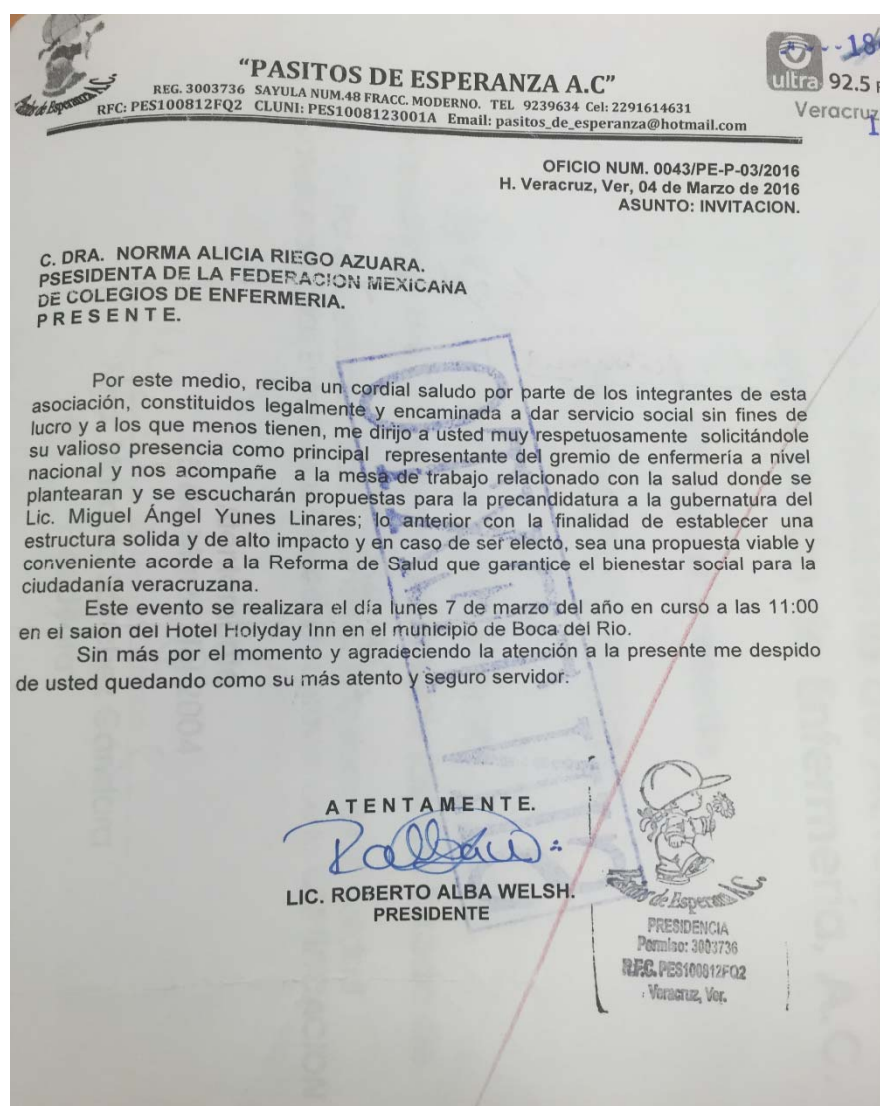 "PASITOS DE ESPERANZA A.C"
REG. 3003736 SAYULA NUM.48 FRACC. MODERNO. TEL 9239634 Cel: 2291614631
RFC: PES100812FQ2 CLUNI: PES1008123001A Email: pasitos_de_esperanza@hotmail.com
ultra 92.5
Veracruz
OFICIO NUM. 0043/PE-P-03/2016
H. Veracruz, Ver, 04 de Marzo de 2016
ASUNTO: INVITACION.
C. DRA. NORMA ALICIA RIEGO AZUARA.
PSESIDENTA DE LA FEDERACION MEXICANA
DE COLEGIOS DE ENFERMERIA.
P R E S E N T E.
Por este medio, reciba un cordial saludo por parte de los integrantes de esta
asociación, constituidos legalmente y encaminada a dar servicio social sin fines de
lucro y a los que menos tienen, me dirijo a usted muy respetuosamente solicitándole
su valioso presencia como principal representante del gremio de enfermería a nivel
nacional y nos acompañe a la mesa de trabajo relacionado con la salud donde se
plantearan y se escucharán propuestas para la precandidatura a la gubernatura del
Lic. Miguel Ángel Yunes Linares; lo anterior con la finalidad de establecer una
estructura solida y de alto impacto y en caso de ser electo, sea una propuesta viable y
conveniente acorde a la Reforma de Salud que garantice el bienestar social para la
ciudadanía veracruzana.
Este evento se realizara el día lunes 7 de marzo del año en curso a las 11:00
en el salon del Hotel Holyday Inn en el municipio de Boca del Rio.
Sin más por el momento y agradeciendo la atención a la presente me despido
de usted quedando como su más atento y seguro servidor.
A T E N T A M E N T E.
LIC. ROBERTO ALBA WELSH.
PRESIDENTE
de Esperanza A.C.
PRESIDENCIA
Permiso: 3003736
R.F.C. PES100812FQ2
Veracruz, Ver.